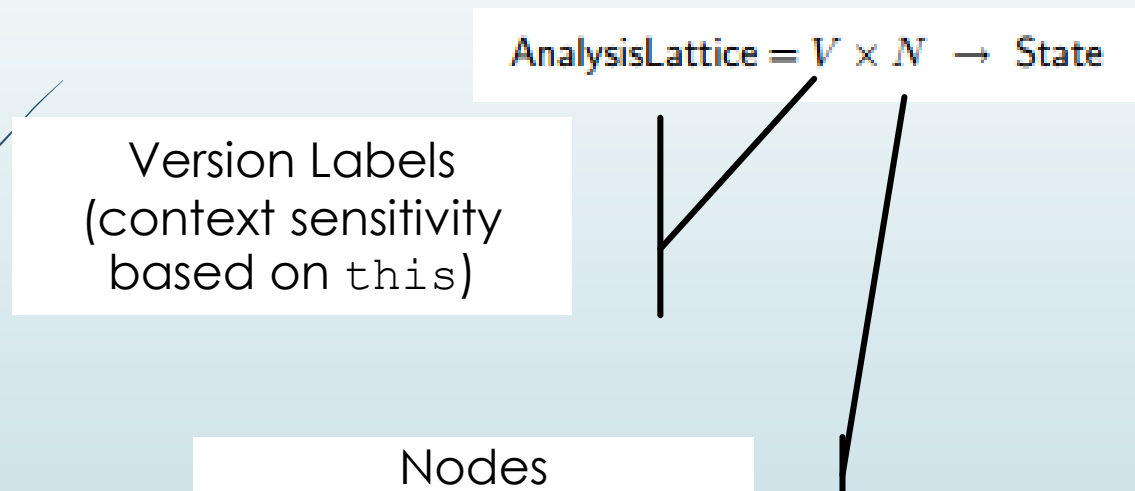 AnalysisLattice = V × N → State
Version Labels
(context sensitivity
based on this)
Nodes